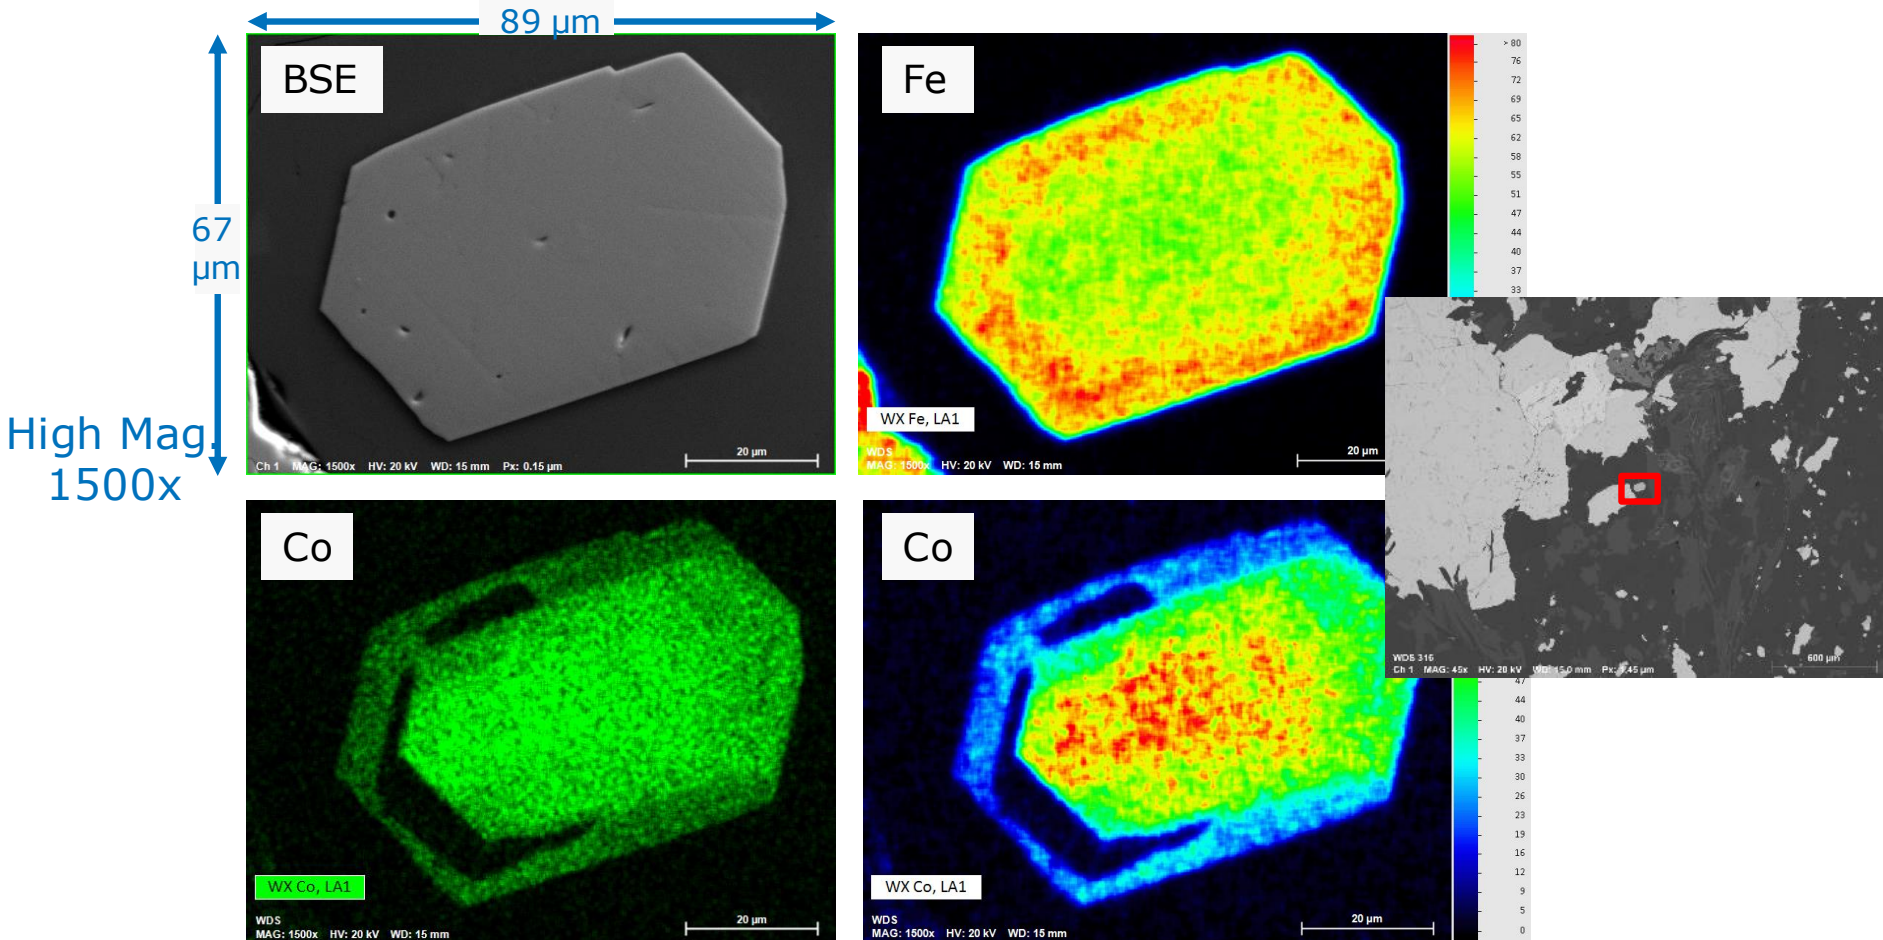 89 µm
67
µm
High Mag.
1500x
BSE
20 µm
Ch 1 MAG: 1500x HV: 20 kV WD: 15 mm Px: 0.15 µm
Fe
WX Fe, LA1
WDS
MAG: 1500x HV: 20 kV WD: 15 mm
20 µm
> 80
76
72
69
65
62
58
55
51
47
44
40
37
33
WDS 316
Ch 1 MAG: 45x HV: 20 kV WD: 15.0 mm Px: 1.45 µm
600 µm
Co
WX Co, LA1
WDS
MAG: 1500x HV: 20 kV WD: 15 mm
20 µm
Co
WX Co, LA1
WDS
MAG: 1500x HV: 20 kV WD: 15 mm
20 µm
47
44
40
37
33
30
26
23
19
16
12
9
5
0